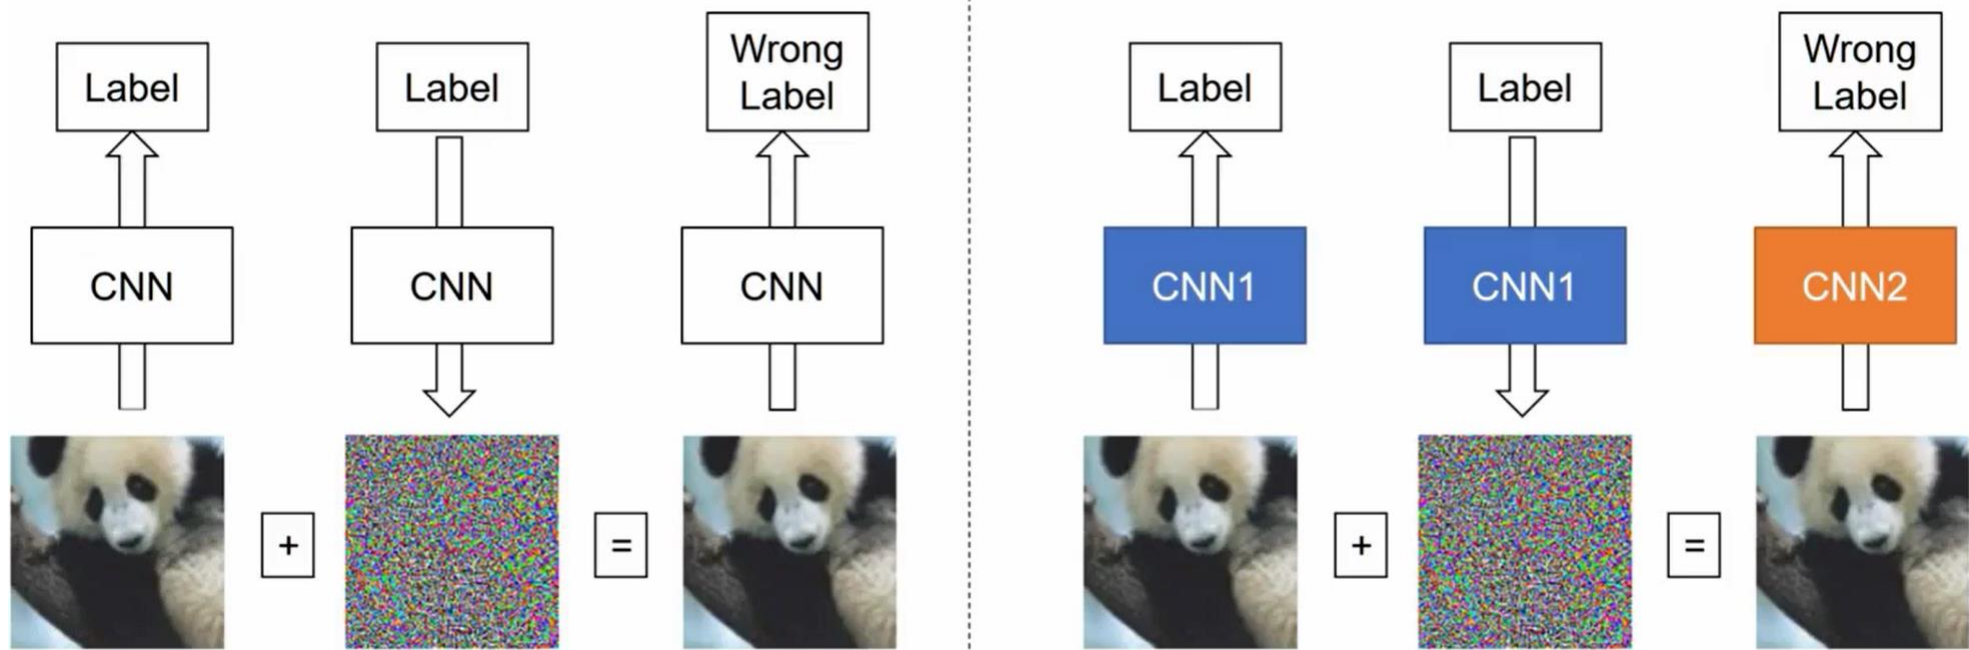 Label
Label
Wrong
Label
CNN
CNN
CNN
+
=
Label
Label
Wrong
Label
CNN1
CNN1
CNN2
+
=